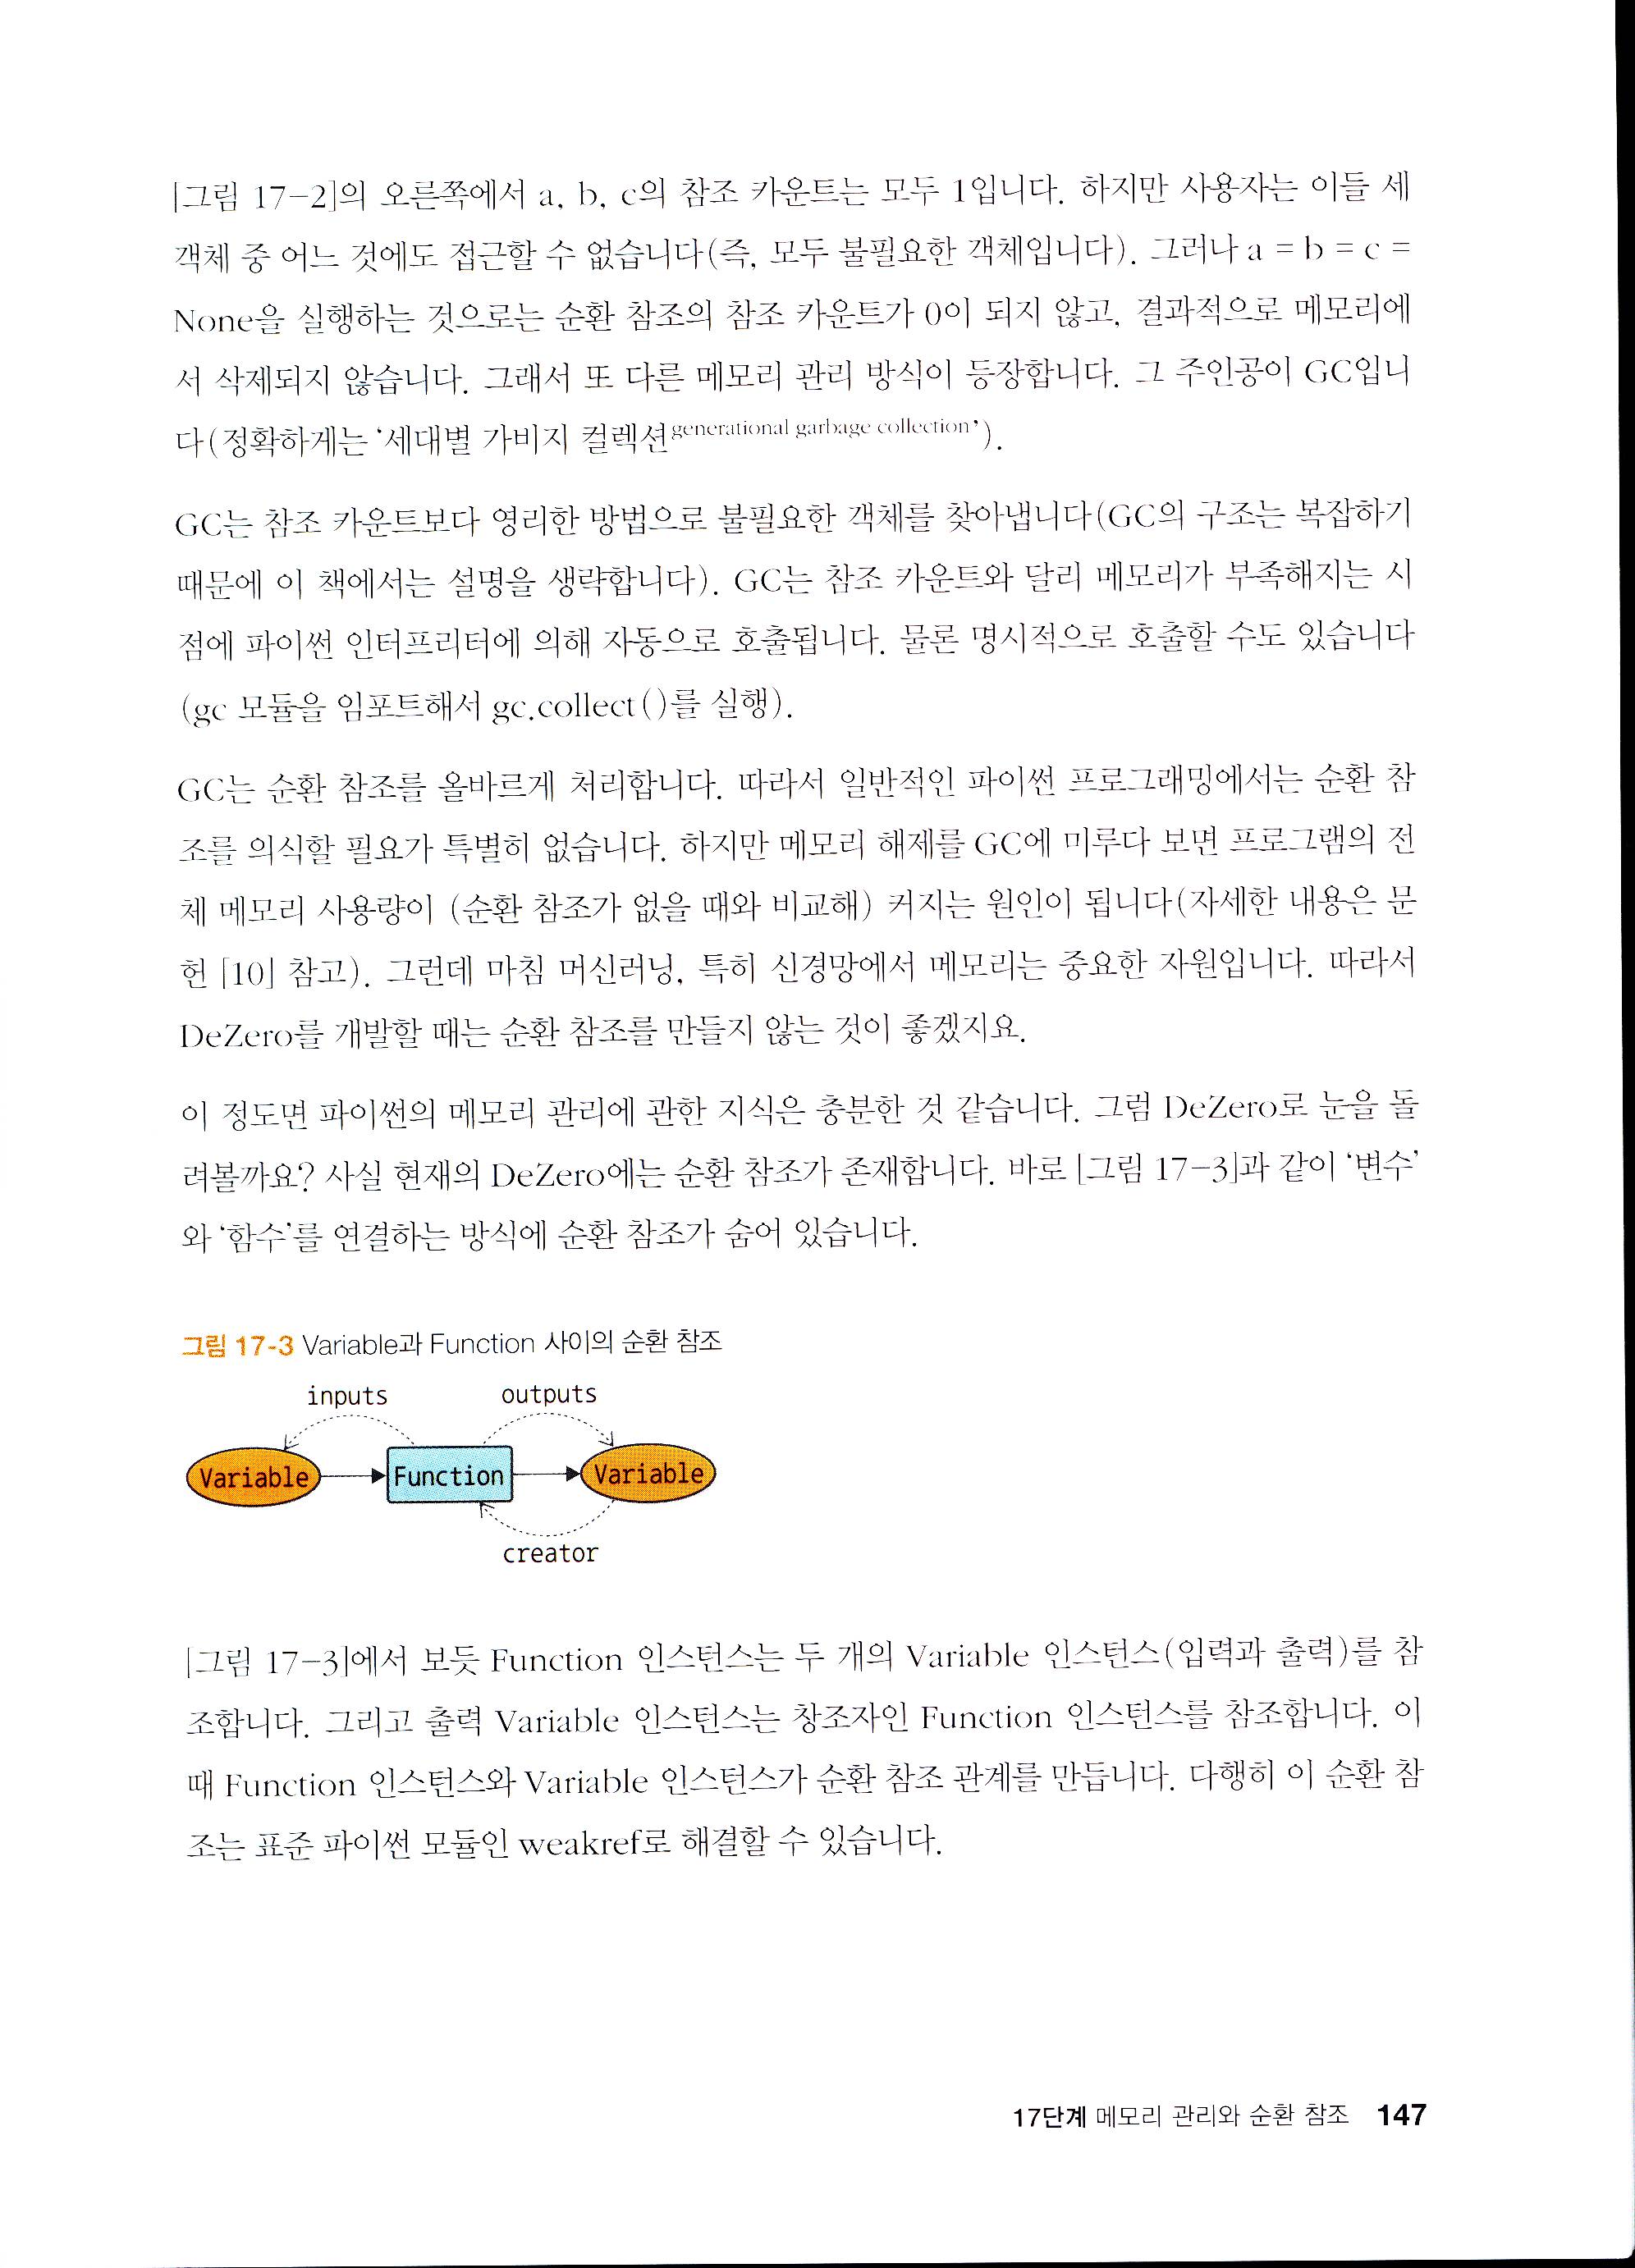 [그림 17-2]의 오른쪽에서 a, b, c의 참조 카운트는 모두 1입니다. 하지만 사용자는 이들 세
객체 중 어느 것에도 접근할 수 없습니다(즉, 모두 불필요한 객체입니다). 그러나 a = b = c =
None을 실행하는 것으로는 순환 참조의 참조 카운트가 0이 되지 않고, 결과적으로 메모리에
서 삭제되지 않습니다. 그래서 또 다른 메모리 관리 방식이 등장합니다. 그 주인공이 GC입니
다(정확하게는 ‘세대별 가비지 컬렉션generational garbage collection’).
GC는 참조 카운트보다 영리한 방법으로 불필요한 객체를 찾아냅니다(GC의 구조는 복잡하기
때문에 이 책에서는 설명을 생략합니다). GC는 참조 카운트와 달리 메모리가 부족해지는 시
점에 파이썬 인터프리터에 의해 자동으로 호출됩니다. 물론 명시적으로 호출할 수도 있습니다
(gc 모듈을 임포트해서 gc.collect()를 실행).
GC는 순환 참조를 올바르게 처리합니다. 따라서 일반적인 파이썬 프로그래밍에서는 순환 참
조를 의식할 필요가 특별히 없습니다. 하지만 메모리 해제를 GC에 미루다 보면 프로그램의 전
체 메모리 사용량이 (순환 참조가 없을 때와 비교해) 커지는 원인이 됩니다(자세한 내용은 문
헌 [10] 참고). 그런데 마침 머신러닝, 특히 신경망에서 메모리는 중요한 자원입니다. 따라서
DeZero를 개발할 때는 순환 참조를 만들지 않는 것이 좋겠지요.
이 정도면 파이썬의 메모리 관리에 관한 지식은 충분한 것 같습니다. 그럼 DeZero로 눈을 돌
려볼까요? 사실 현재의 DeZero에는 순환 참조가 존재합니다. 바로 [그림 17-3]과 같이 ‘변수’
와 ‘함수’를 연결하는 방식에 순환 참조가 숨어 있습니다.
그림 17-3 Variable과 Function 사이의 순환 참조
inputs outputs
Variable Function Variable
creator
[그림 17-3]에서 보듯 Function 인스턴스는 두 개의 Variable 인스턴스(입력과 출력)를 참
조합니다. 그리고 출력 Variable 인스턴스는 창조자인 Function 인스턴스를 참조합니다. 이
때 Function 인스턴스와 Variable 인스턴스가 순환 참조 관계를 만듭니다. 다행히 이 순환 참
조는 표준 파이썬 모듈인 weakref로 해결할 수 있습니다.
17단계 메모리 관리와 순환 참조 147